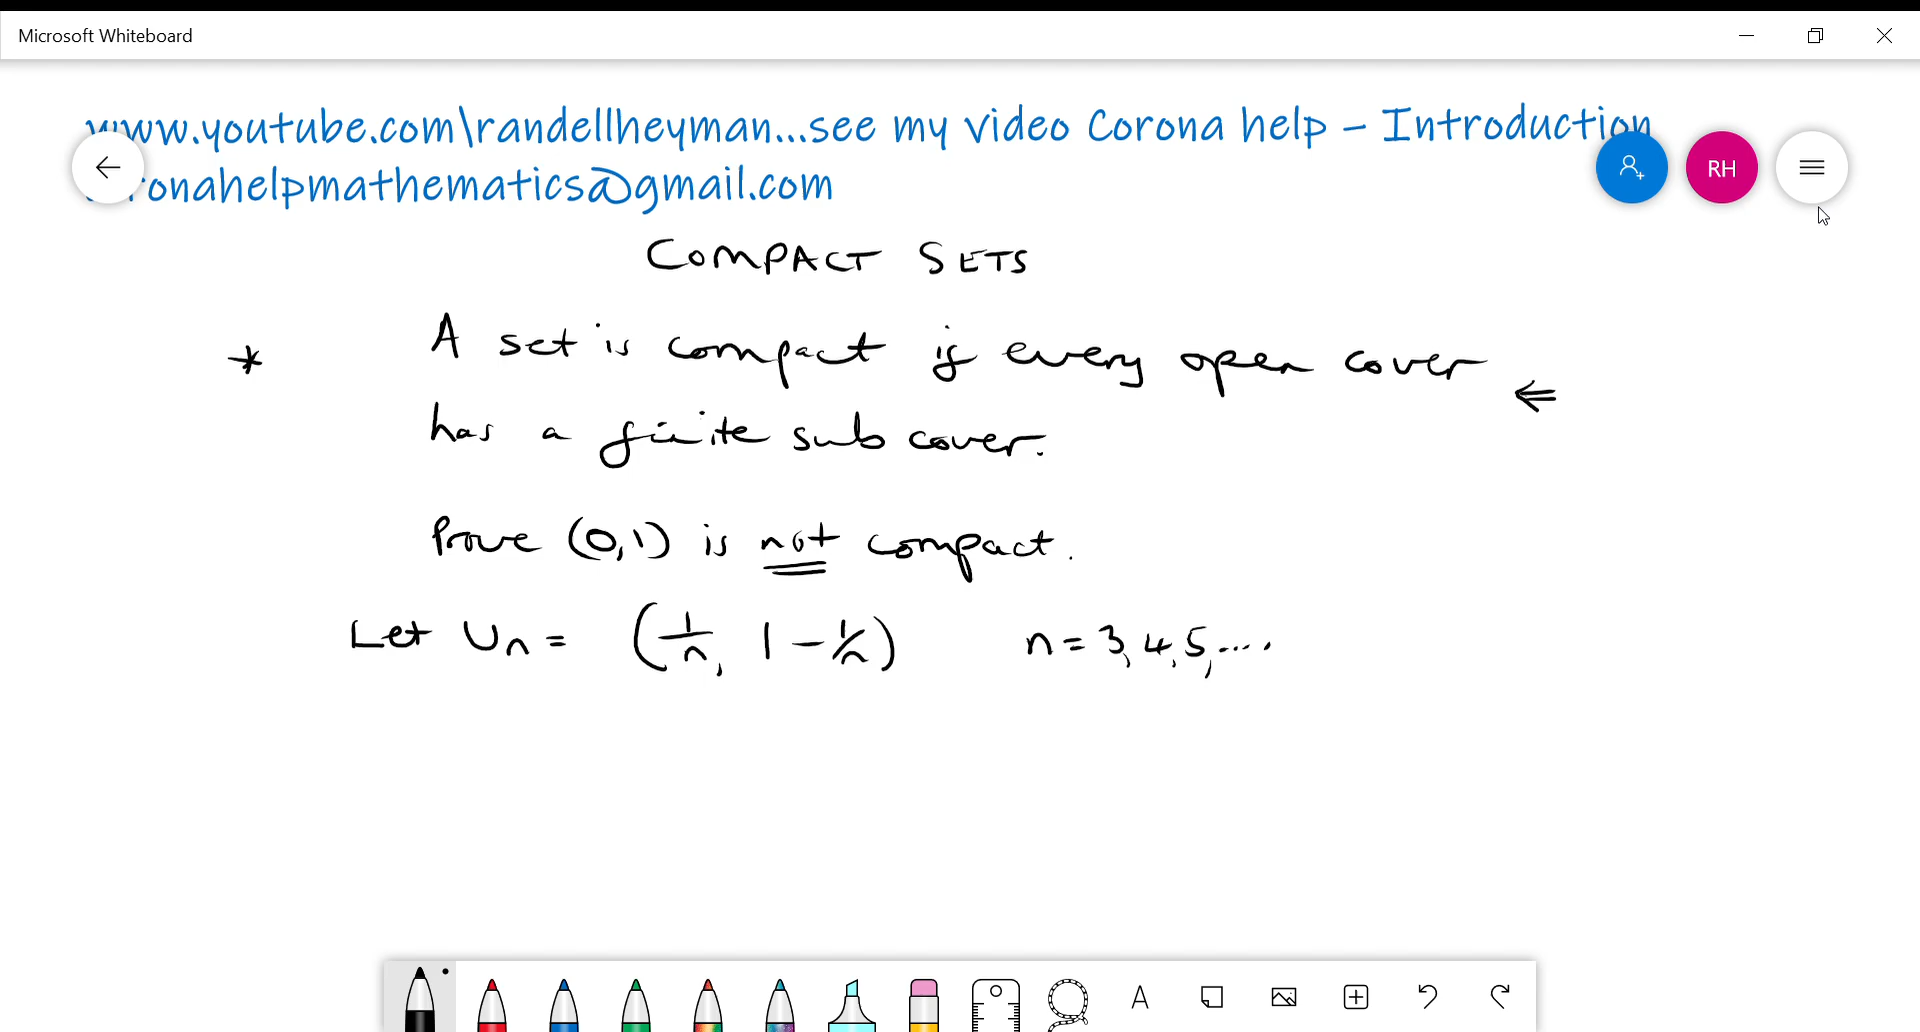 Microsoft Whiteboard
www.youtube.com\randellheyman...see my video Corona help – Introduction
ronahelpmathematics@gmail.com
RH
COMPACT SETS
* A set is compact if every open cover ⇐
has a finite sub cover.
Prove (0,1) is not compact.
Let Un = (1/n, 1 - 1/n) n = 3, 4, 5, ....
A